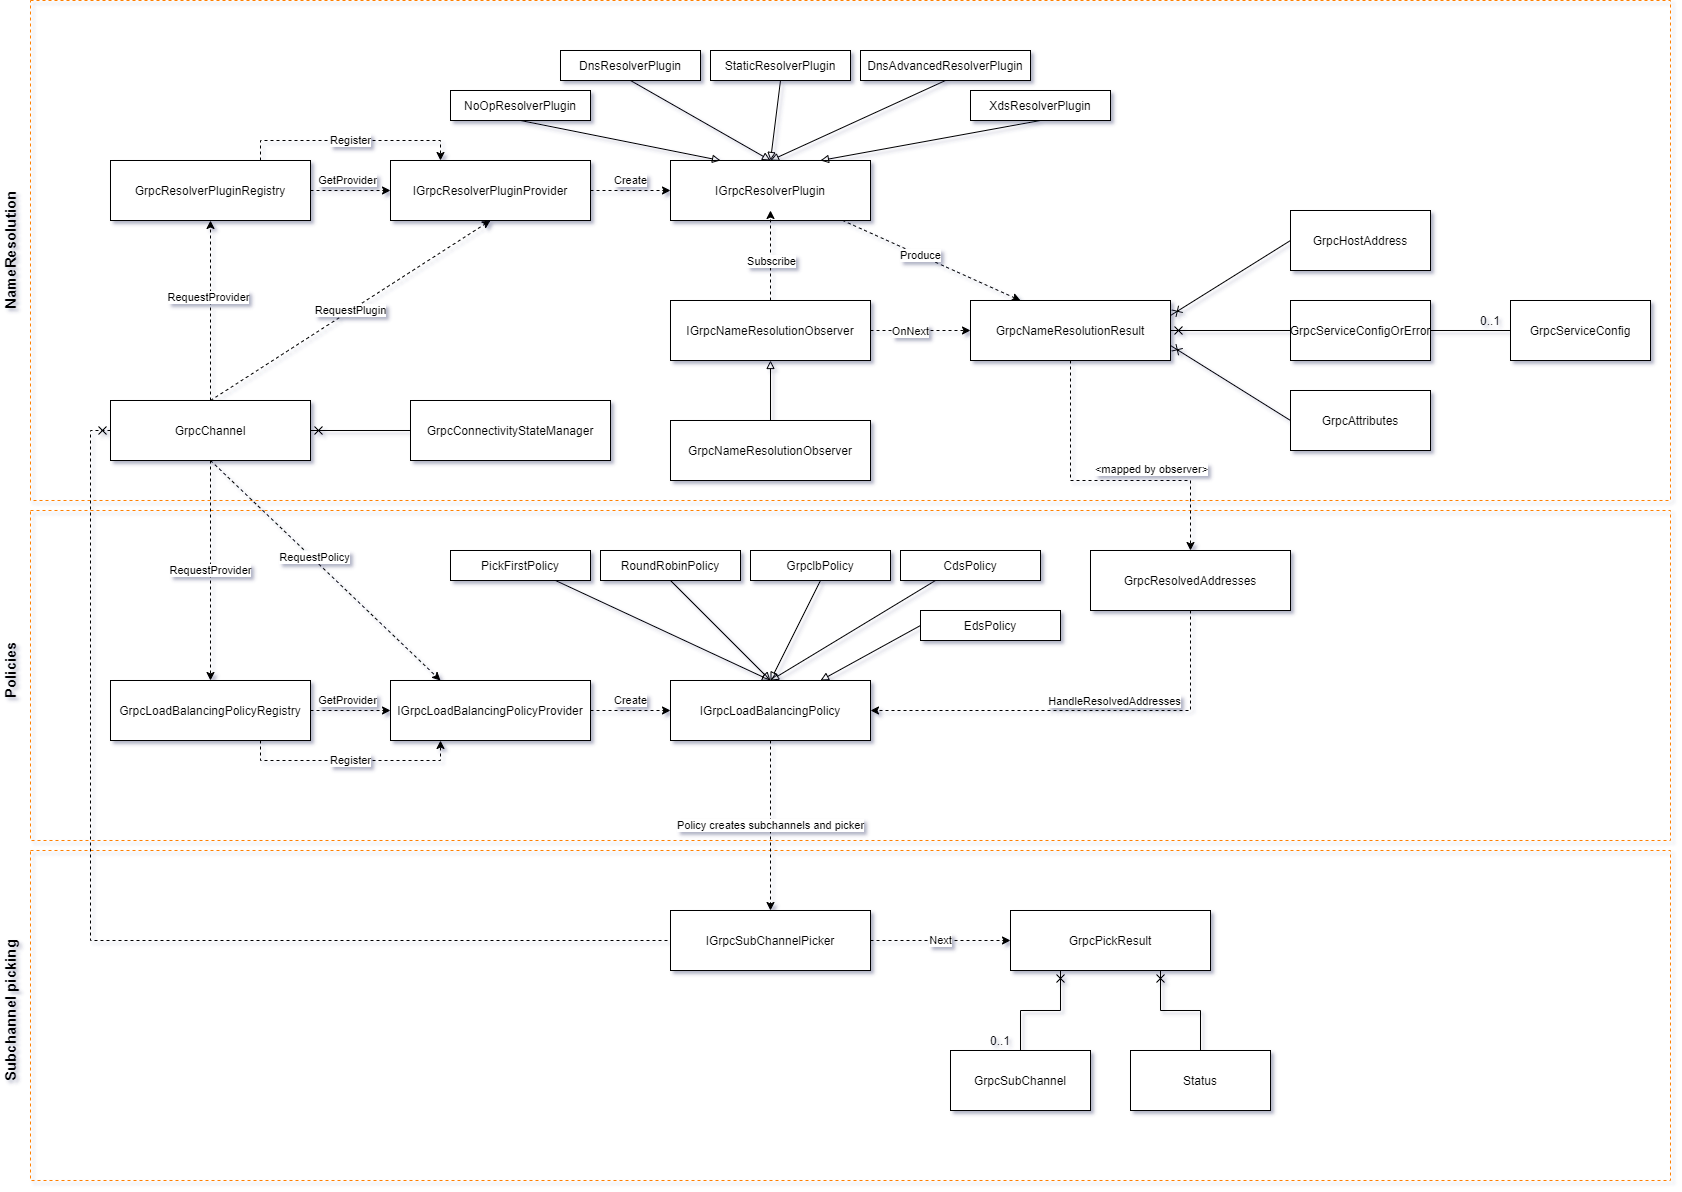 NameResolution
DnsResolverPlugin
StaticResolverPlugin
DnsAdvancedResolverPlugin
NoOpResolverPlugin
XdsResolverPlugin
Register
GrpcResolverPluginRegistry
GetProvider
IGrpcResolverPluginProvider
Create
IGrpcResolverPlugin
GrpcHostAddress
Subscribe
Produce
RequestProvider
RequestPlugin
IGrpcNameResolutionObserver
OnNext
GrpcNameResolutionResult
GrpcServiceConfigOrError
0..1
GrpcServiceConfig
GrpcChannel
GrpcConnectivityStateManager
GrpcNameResolutionObserver
GrpcAttributes
<mapped by observer>
Policies
RequestProvider
RequestPolicy
PickFirstPolicy
RoundRobinPolicy
GrpclbPolicy
CdsPolicy
GrpcResolvedAddresses
EdsPolicy
GrpcLoadBalancingPolicyRegistry
GetProvider
IGrpcLoadBalancingPolicyProvider
Create
IGrpcLoadBalancingPolicy
HandleResolvedAddresses
Register
Policy creates subchannels and picker
Subchannel picking
IGrpcSubChannelPicker
Next
GrpcPickResult
0..1
GrpcSubChannel
Status